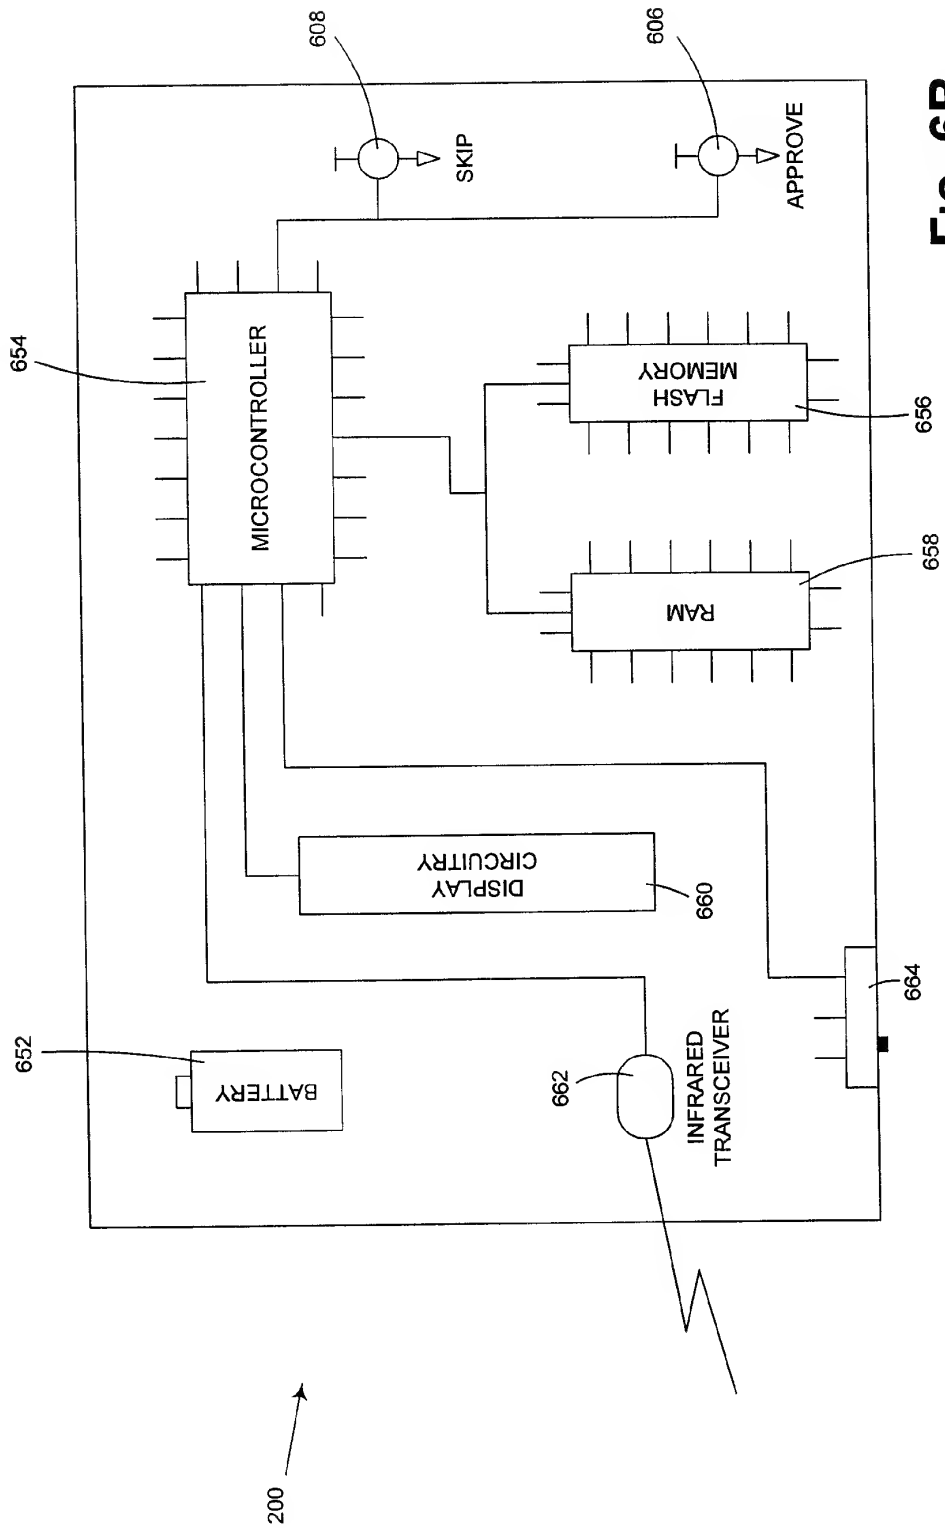 654
652
608
606
BATTERY
MICROCONTROLLER
SKIP
APPROVE
200
DISPLAY
CIRCUITRY
660
662
INFRARED
TRANSCEIVER
RAM
FLASH
MEMORY
664
658
656
FIG.